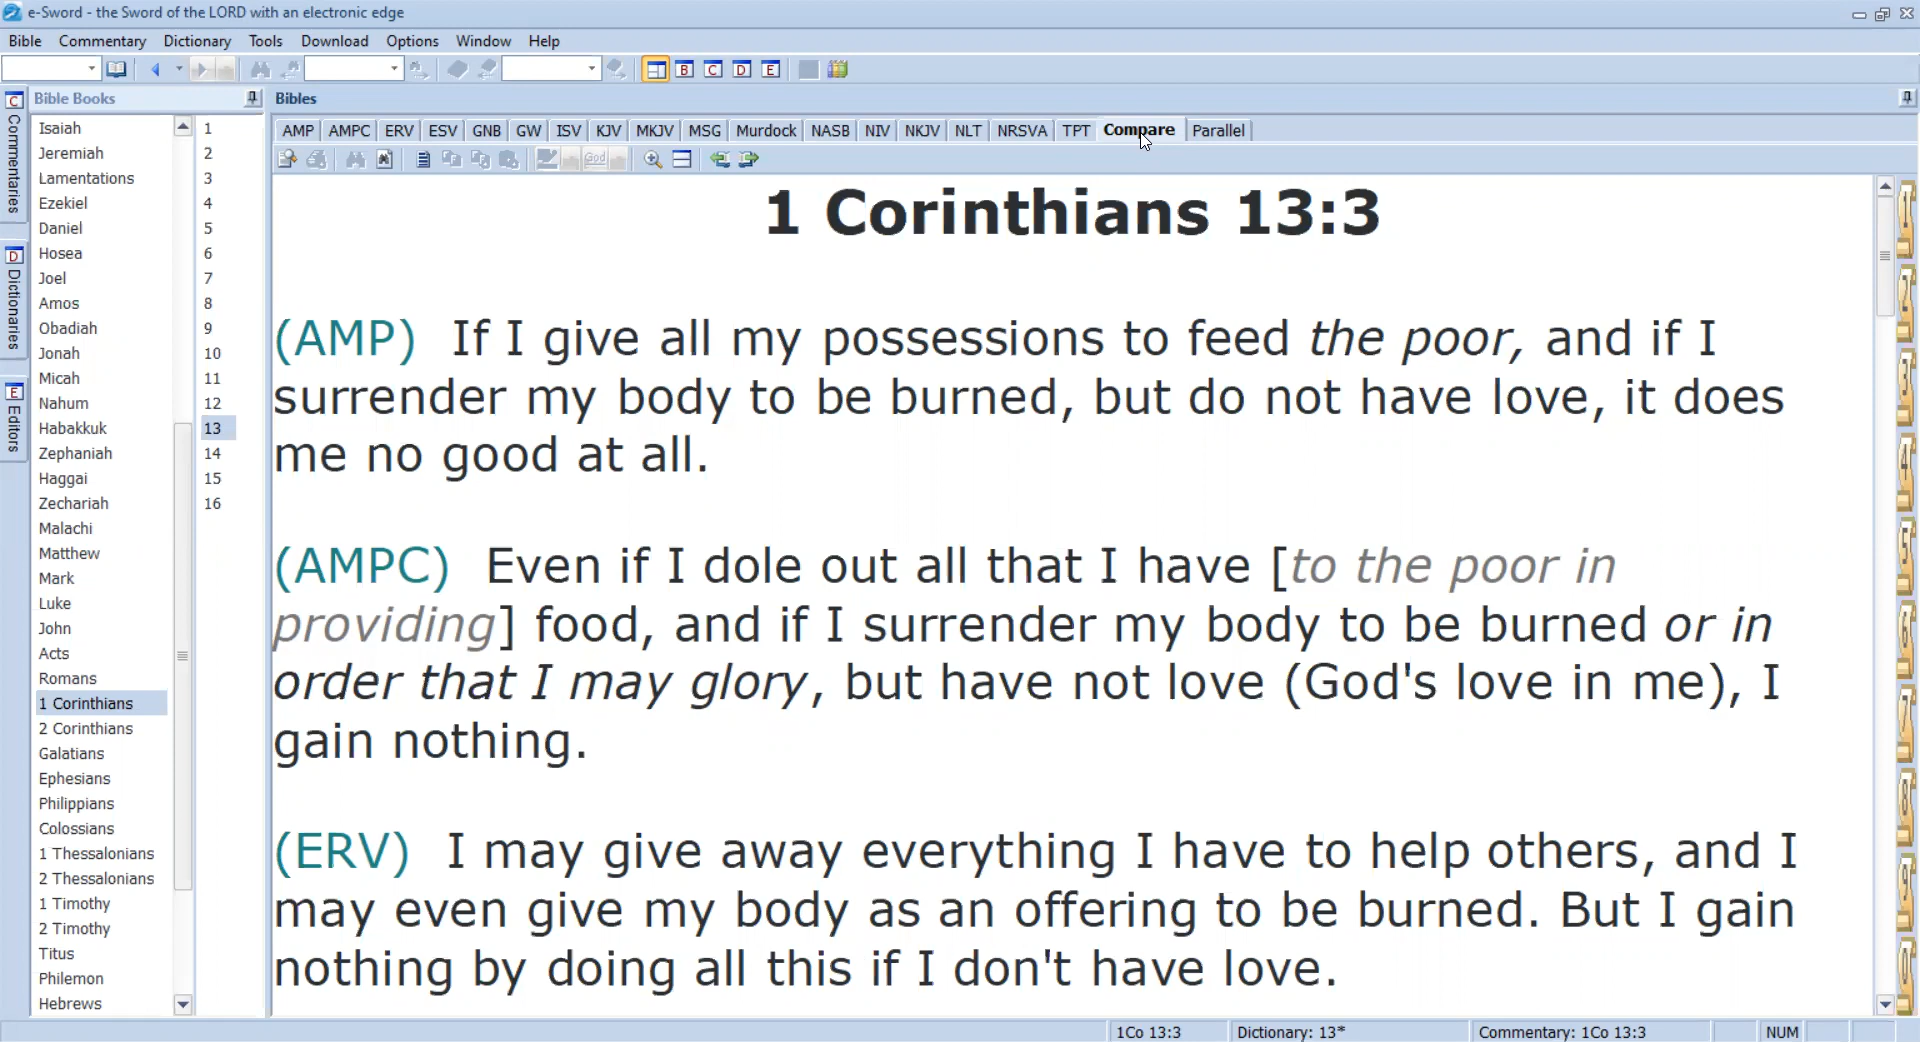 e-Sword - the Sword of the LORD with an electronic edge
Bible Commentary Dictionary Tools Download Options Window Help
B C D E
C Commentaries
D Dictionaries
E Editors
Bible Books
Isaiah
Jeremiah
Lamentations
Ezekiel
Daniel
Hosea
Joel
Amos
Obadiah
Jonah
Micah
Nahum
Habakkuk
Zephaniah
Haggai
Zechariah
Malachi
Matthew
Mark
Luke
John
Acts
Romans
1 Corinthians
2 Corinthians
Galatians
Ephesians
Philippians
Colossians
1 Thessalonians
2 Thessalonians
1 Timothy
2 Timothy
Titus
Philemon
Hebrews
1
2
3
4
5
6
7
8
9
10
11
12
13
14
15
16
Bibles
AMP AMPC ERV ESV GNB GW ISV KJV MKJV MSG Murdock NASB NIV NKJV NLT NRSVA TPT Compare Parallel
God
1 Corinthians 13:3
(AMP) If I give all my possessions to feed the poor, and if I
surrender my body to be burned, but do not have love, it does
me no good at all.
(AMPC) Even if I dole out all that I have [to the poor in
providing] food, and if I surrender my body to be burned or in
order that I may glory, but have not love (God's love in me), I
gain nothing.
(ERV) I may give away everything I have to help others, and I
may even give my body as an offering to be burned. But I gain
nothing by doing all this if I don't have love.
1Co 13:3 Dictionary: 13* Commentary: 1Co 13:3 NUM